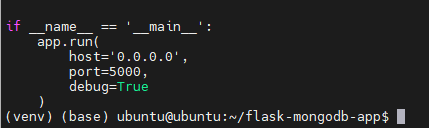 if __name__ == '__main__':
    app.run(
        host='0.0.0.0',
        port=5000,
        debug=True
    )
(venv) (base) ubuntu@ubuntu:~/flask-mongodb-app$